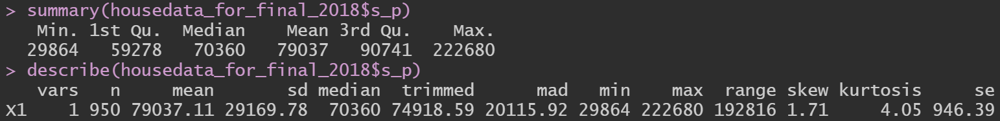 > summary(housedata_for_final_2018$s_p)
   Min. 1st Qu.  Median    Mean 3rd Qu.    Max.
  29864   59278   70360   79037   90741  222680
> describe(housedata_for_final_2018$s_p)
   vars   n     mean       sd median  trimmed      mad   min    max  range skew kurtosis     se
X1    1 950 79037.11 29169.78  70360 74918.59 20115.92 29864 222680 192816 1.71     4.05 946.39